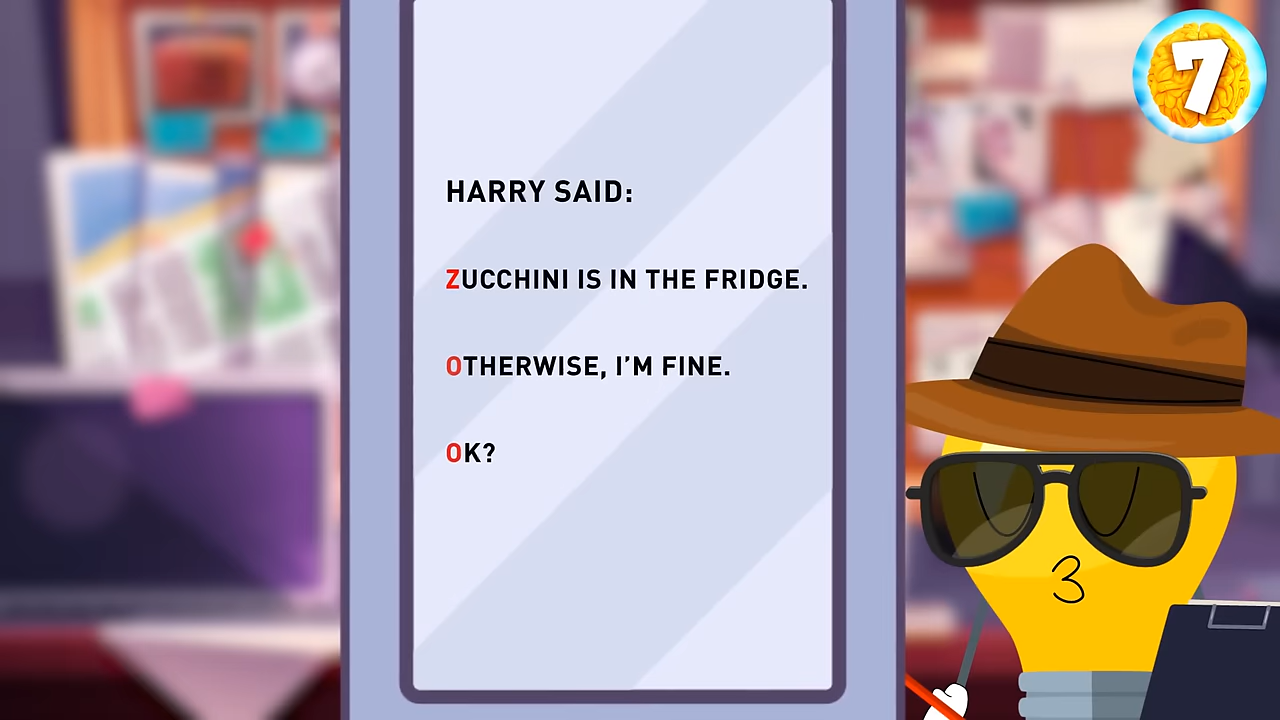 7
HARRY SAID:
ZUCCHINI IS IN THE FRIDGE.
OTHERWISE, I'M FINE.
OK?